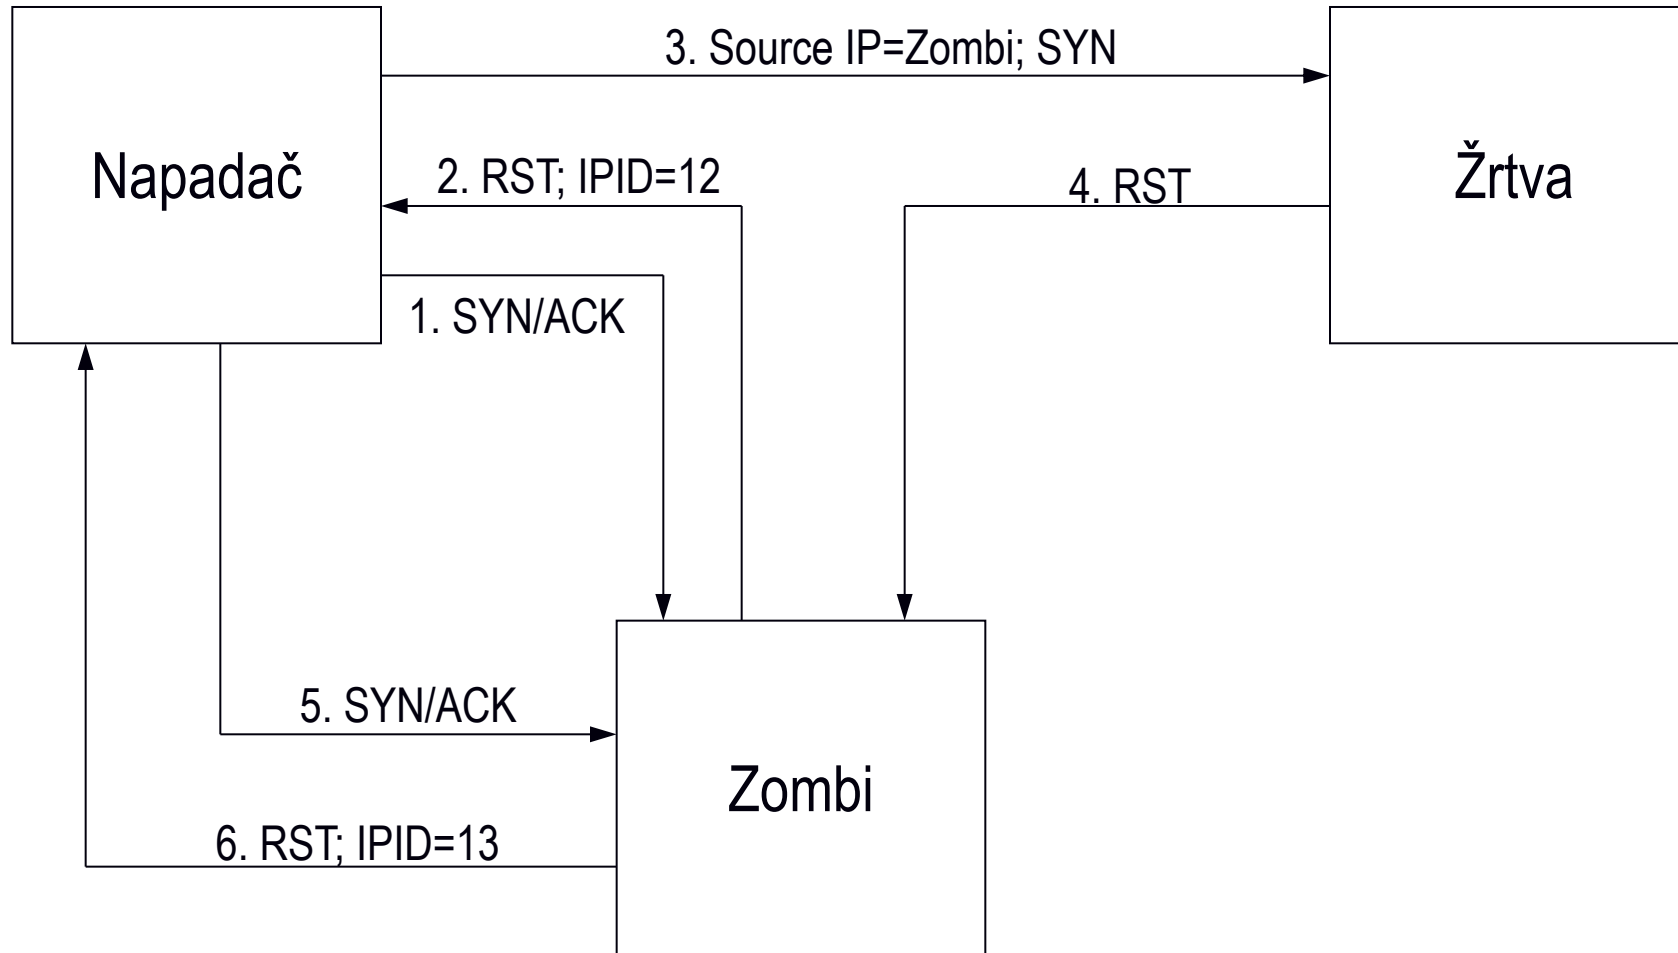 3. Source IP=Zombi; SYN
Napadač
2. RST; IPID=12
4. RST
Žrtva
1. SYN/ACK
5. SYN/ACK
Zombi
6. RST; IPID=13